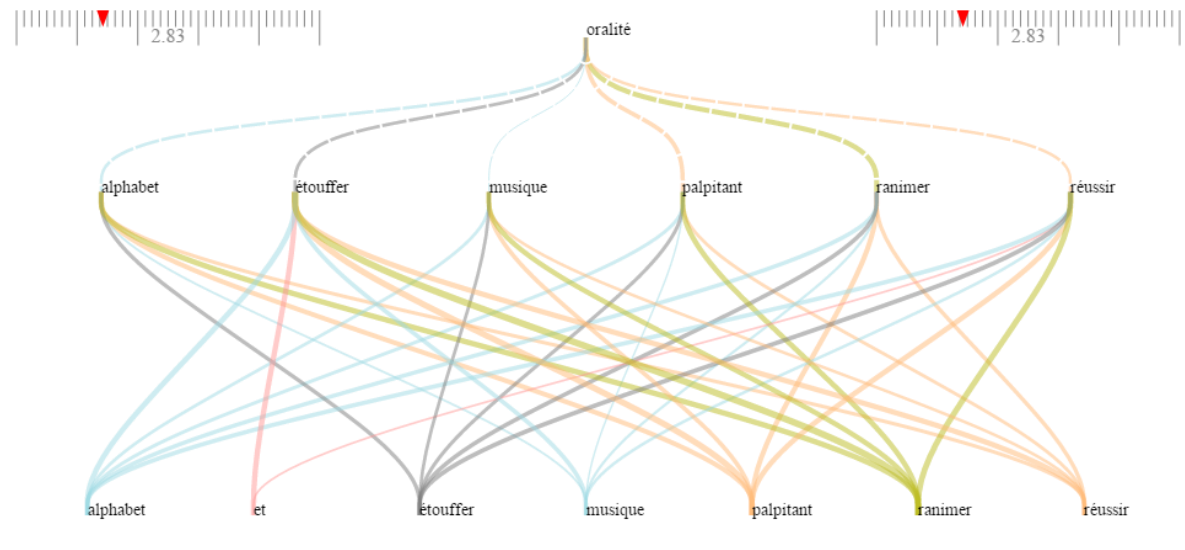 oralité
2.83 2.83
alphabet étouffer musique palpitant ranimer réussir
alphabet et étouffer musique palpitant ranimer réussir